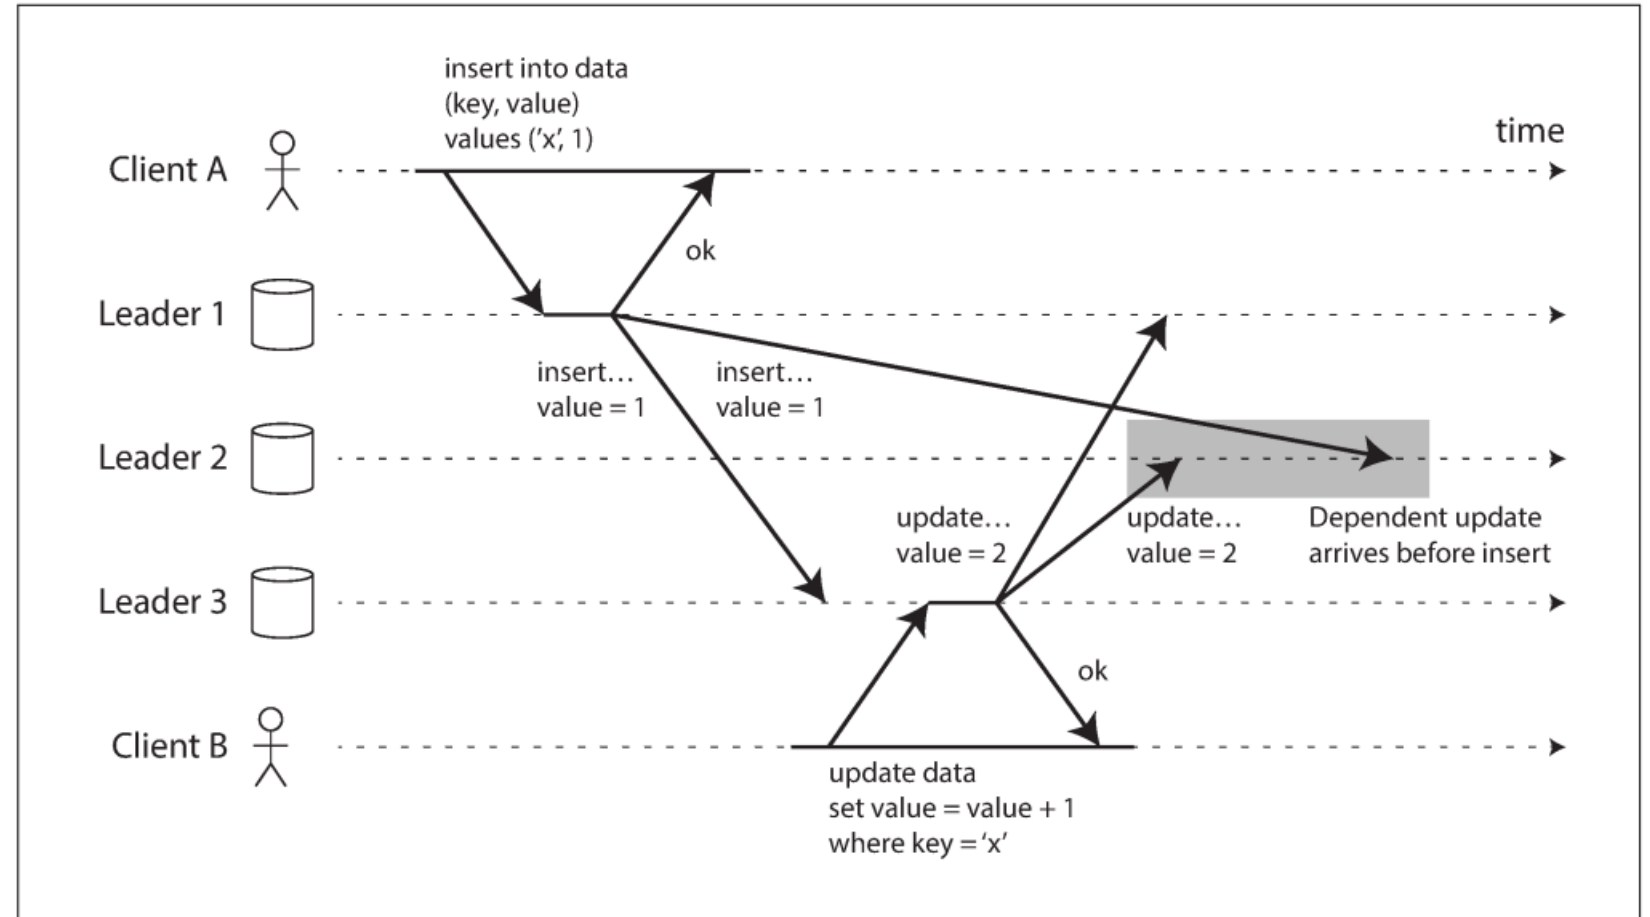 insert into data
(key, value)
values (’x’, 1)
time
Client A
ok
Leader 1
insert…
value = 1
insert…
value = 1
Leader 2
update…
value = 2
update…
value = 2
Dependent update
arrives before insert
Leader 3
ok
Client B
update data
set value = value + 1
where key = ‘x’